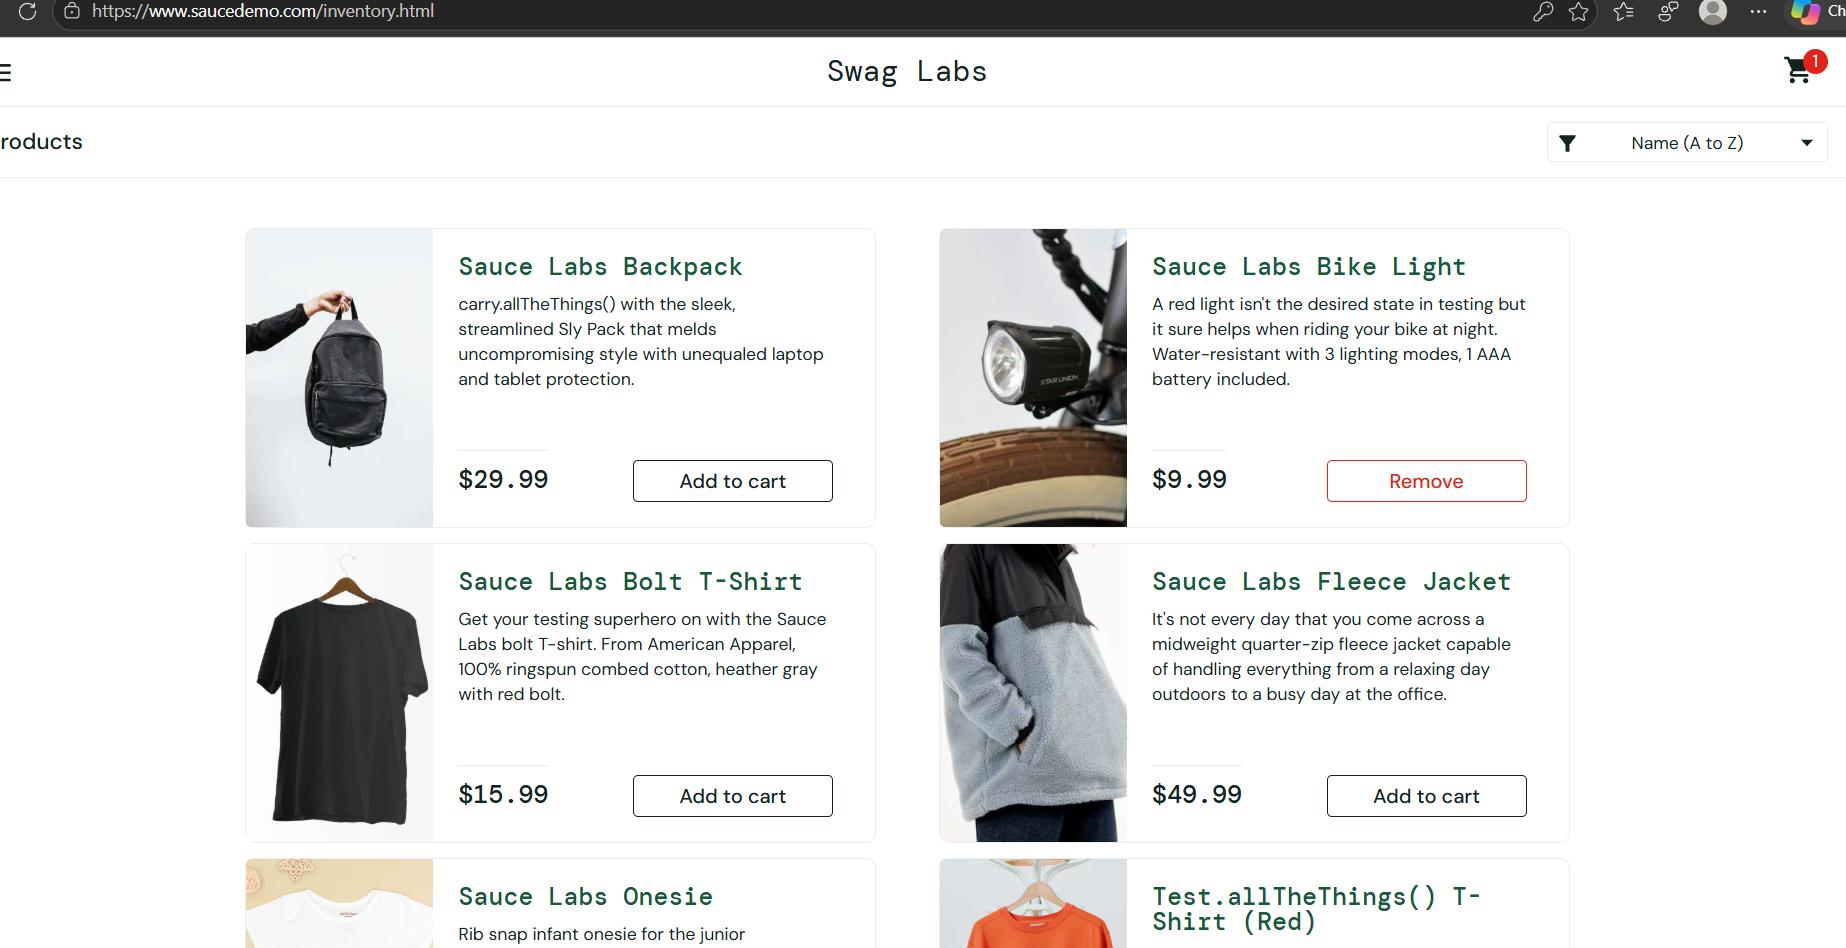 https://www.saucedemo.com/inventory.html
Ch
Swag Labs
1
roducts
Name (A to Z)
Sauce Labs Backpack
carry.allTheThings() with the sleek,
streamlined Sly Pack that melds
uncompromising style with unequaled laptop
and tablet protection.
$29.99
Add to cart
Sauce Labs Bike Light
A red light isn't the desired state in testing but
it sure helps when riding your bike at night.
Water-resistant with 3 lighting modes, 1 AAA
battery included.
STAR UNION
$9.99
Remove
Sauce Labs Bolt T-Shirt
Get your testing superhero on with the Sauce
Labs bolt T-shirt. From American Apparel,
100% ringspun combed cotton, heather gray
with red bolt.
$15.99
Add to cart
Sauce Labs Fleece Jacket
It's not every day that you come across a
midweight quarter-zip fleece jacket capable
of handling everything from a relaxing day
outdoors to a busy day at the office.
$49.99
Add to cart
Sauce Labs Onesie
Rib snap infant onesie for the junior
Test.allTheThings() T-
Shirt (Red)